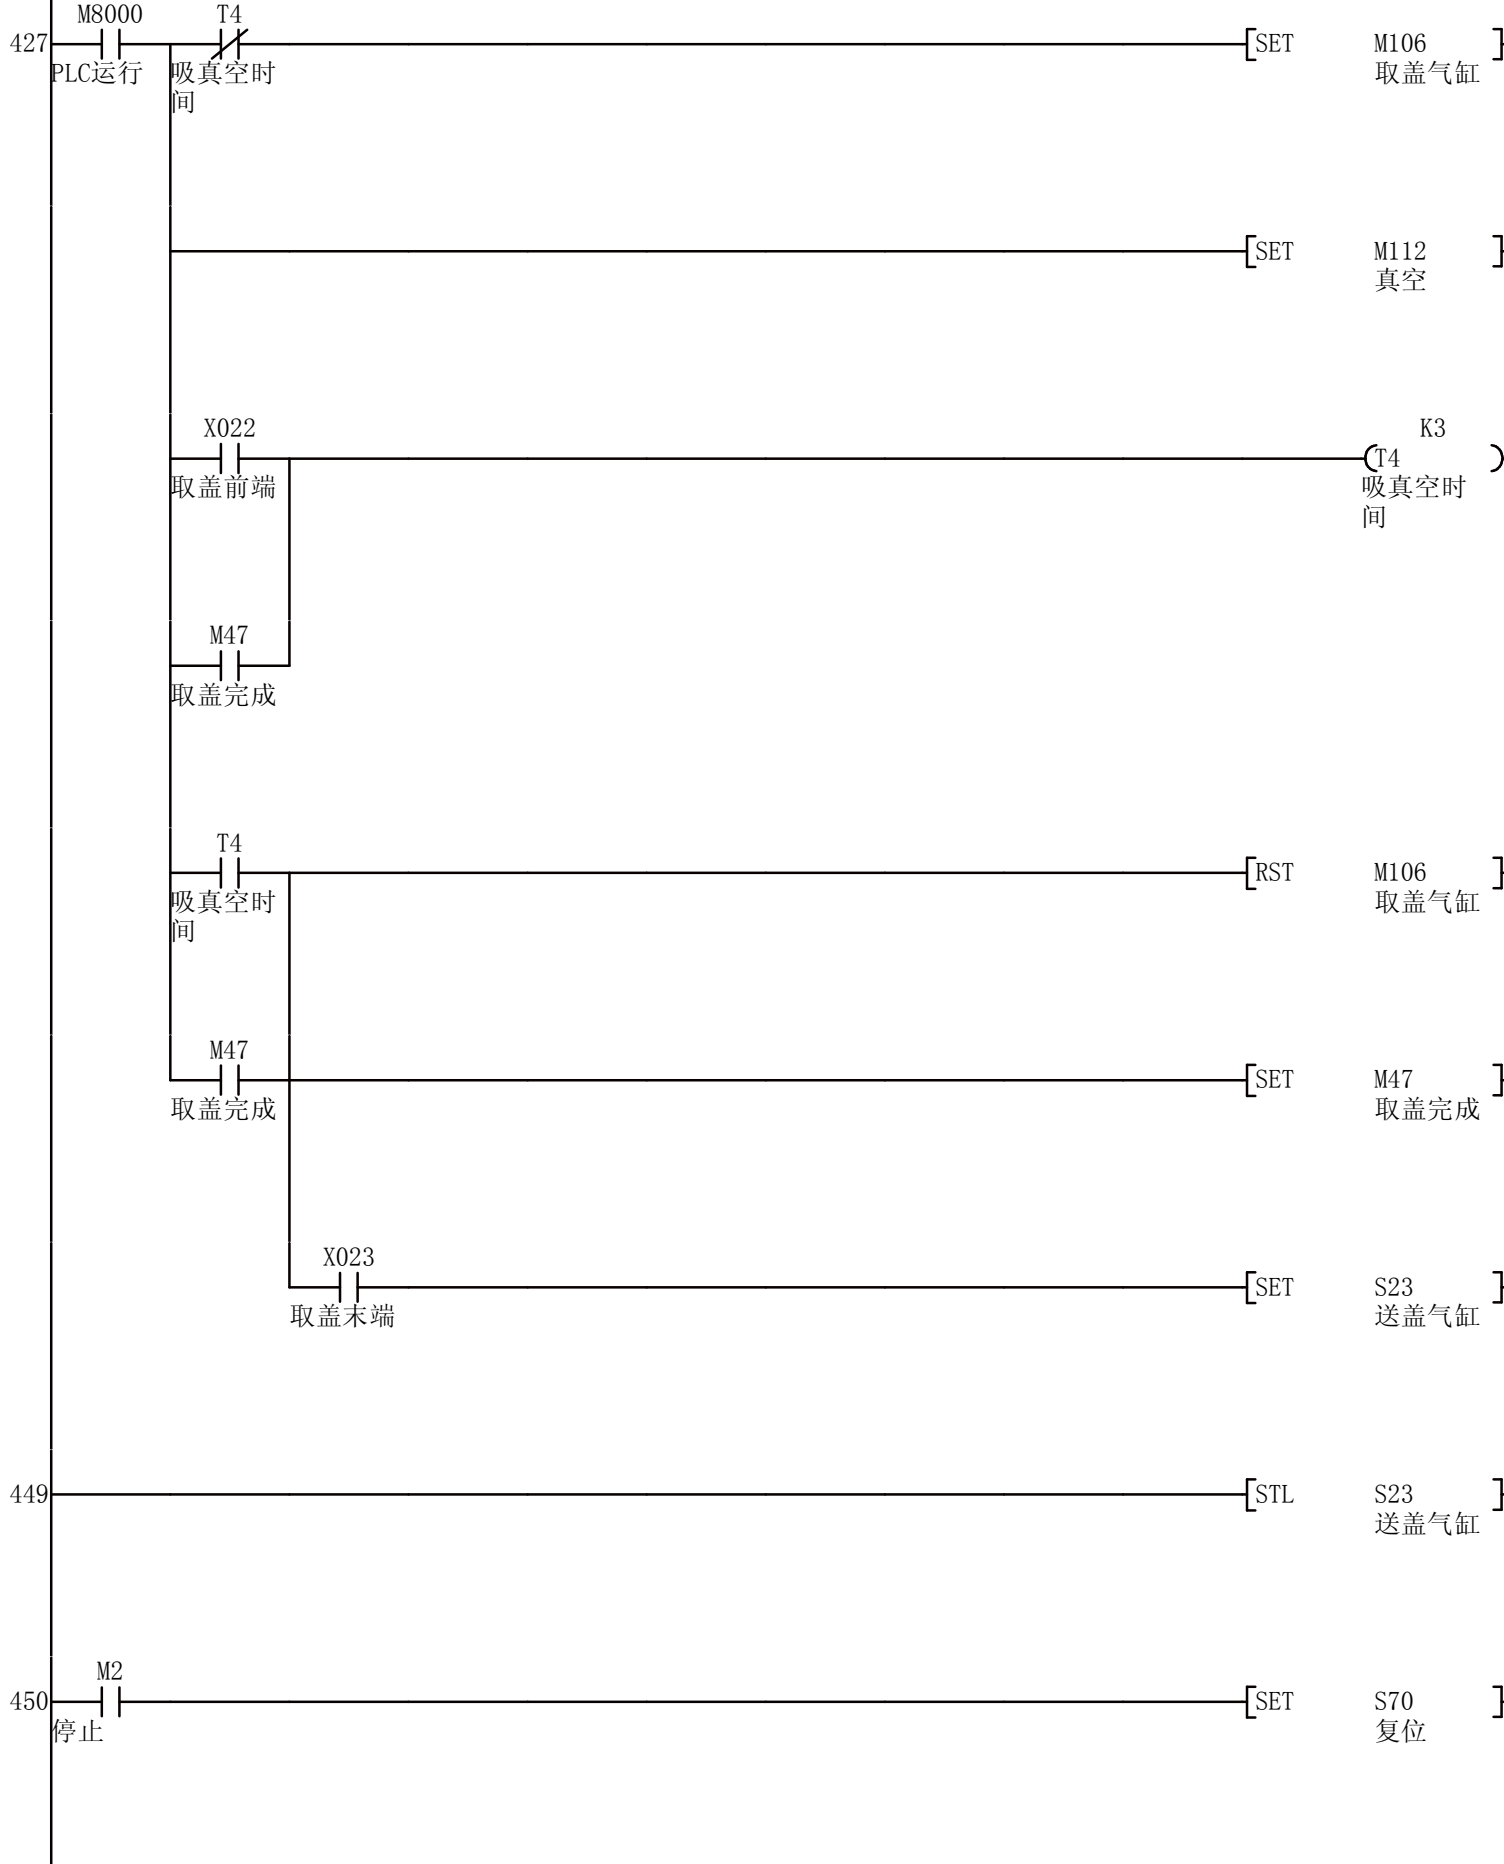 M8000 T4
427 SET M106
PLC运行 吸真空时 取盖气缸
间
SET M112
真空
X022 K3
T4
取盖前端 吸真空时
间
M47
取盖完成
T4
RST M106
吸真空时 取盖气缸
间
M47
SET M47
取盖完成 取盖完成
X023
SET S23
取盖末端 送盖气缸
449 STL S23
送盖气缸
M2
450 SET S70
停止 复位